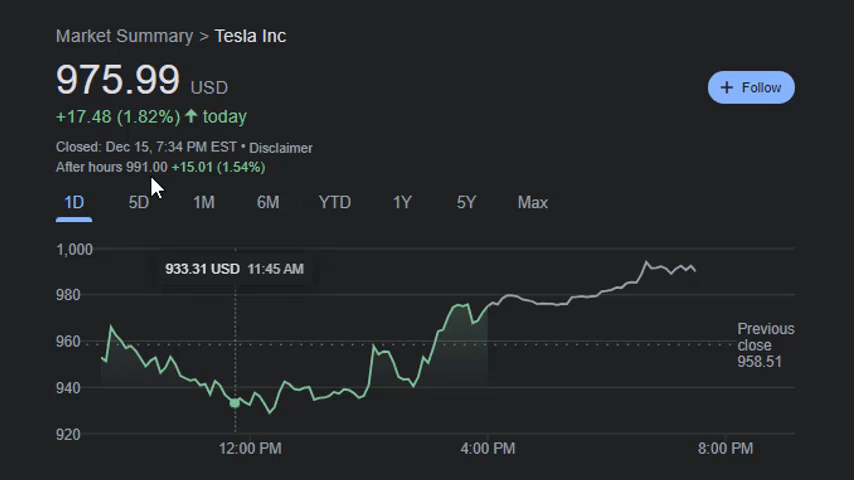 Market Summary > Tesla Inc
975.99 USD
+ Follow
+17.48 (1.82%) ↑ today
Closed: Dec 15, 7:34 PM EST • Disclaimer
After hours 991.00 +15.01 (1.54%)
1D 5D 1M 6M YTD 1Y 5Y Max
1,000
933.31 USD 11:45 AM
980
960
Previous
close
958.51
940
920
12:00 PM 4:00 PM 8:00 PM